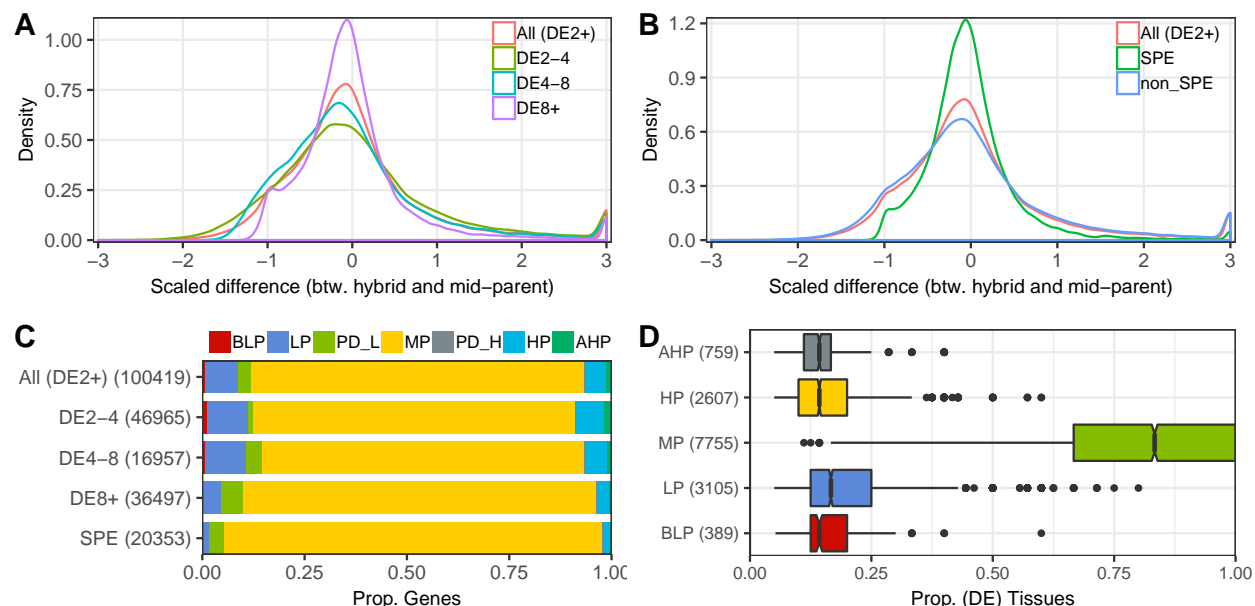 A
1.00
0.75
0.50
0.25
0.00
Density
−3
−2
−1
0
1
2
3
Scaled difference (btw. hybrid and mid−parent)
All (DE2+)
DE2−4
DE4−8
DE8+
B
1.2
0.9
0.6
0.3
0.0
Density
−3
−2
−1
0
1
2
3
Scaled difference (btw. hybrid and mid−parent)
All (DE2+)
SPE
non_SPE
C
BLP LP PD_L MP PD_H HP AHP
All (DE2+) (100419)
DE2−4 (46965)
DE4−8 (16957)
DE8+ (36497)
SPE (20353)
0.00 0.25 0.50 0.75 1.00
Prop. Genes
D
AHP (759)
HP (2607)
MP (7755)
LP (3105)
BLP (389)
0.00 0.25 0.50 0.75 1.00
Prop. (DE) Tissues